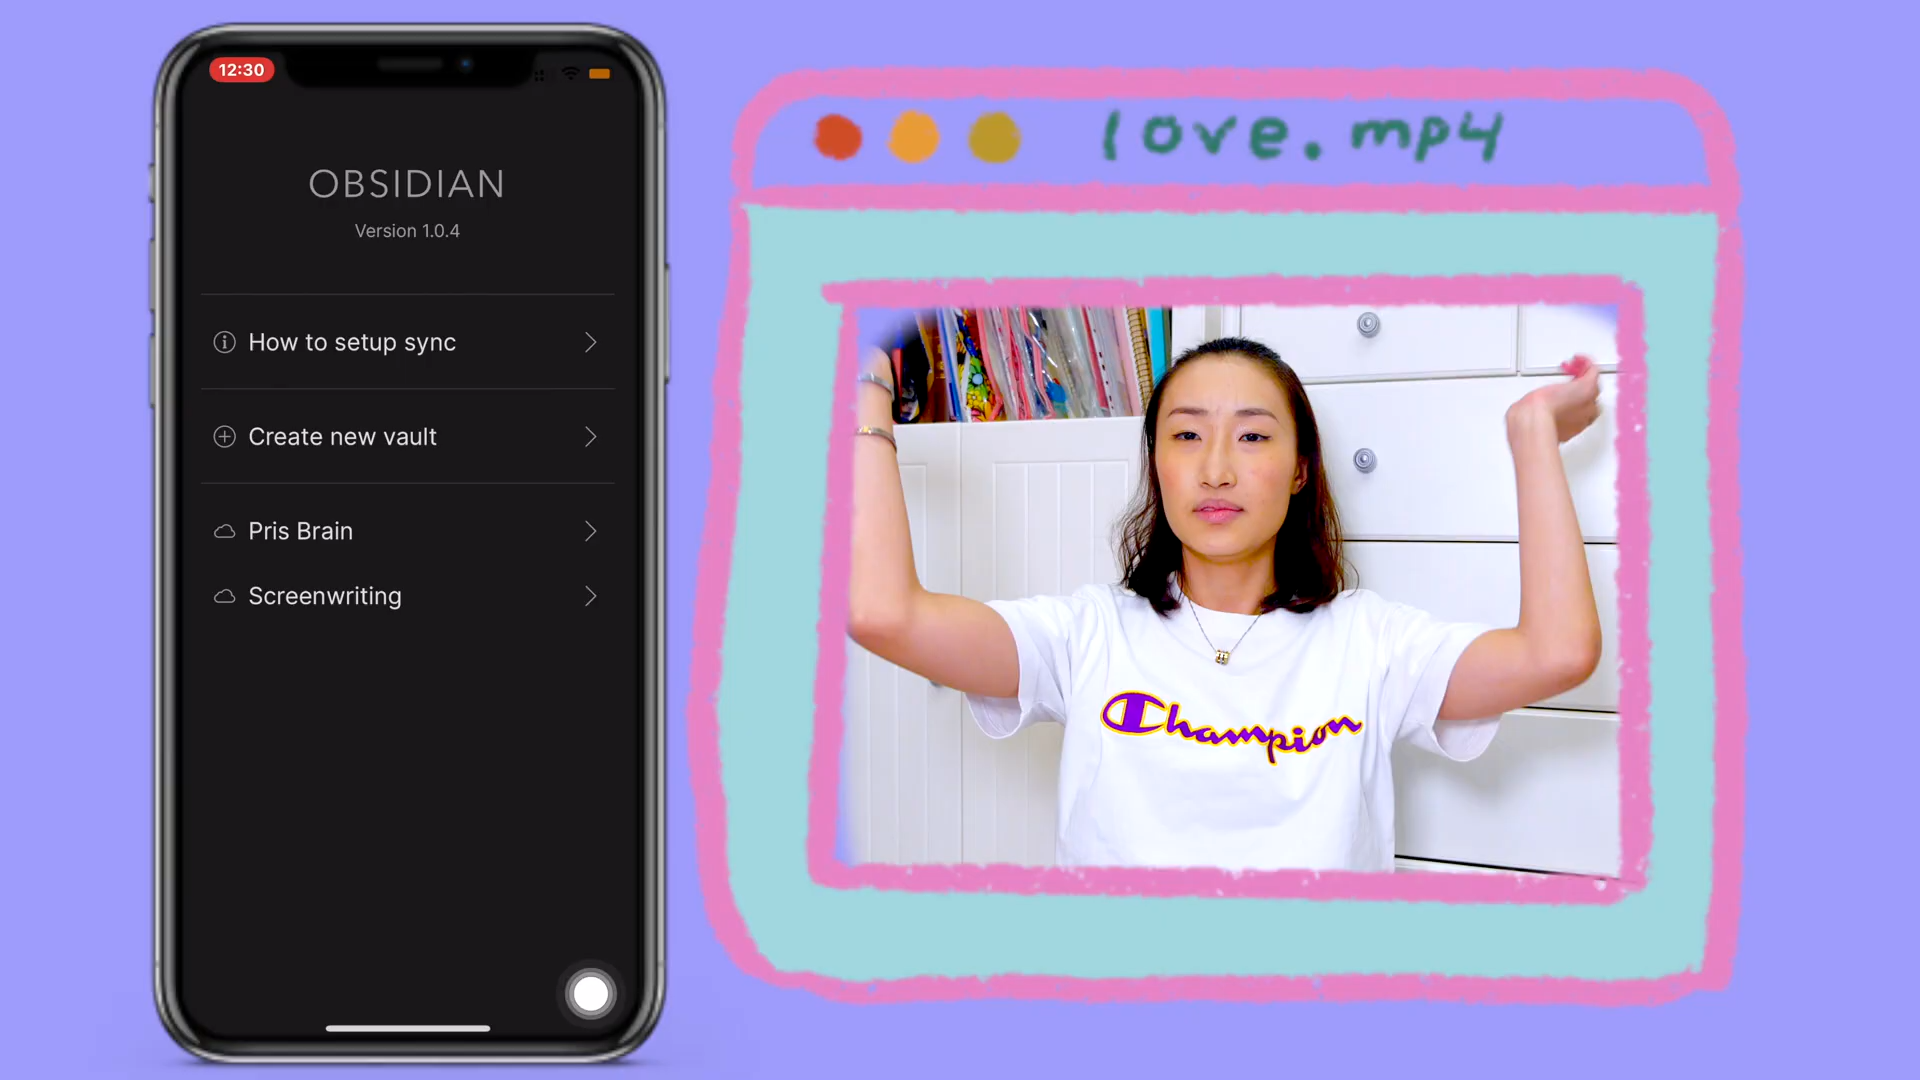 12:30
OBSIDIAN
Version 1.0.4
How to setup sync
Create new vault
Pris Brain
Screenwriting
love.mp4
Champion